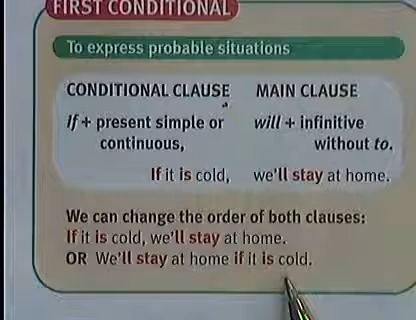 FIRST CONDITIONAL
To express probable situations
CONDITIONAL CLAUSE MAIN CLAUSE
If + present simple or will + infinitive
continuous, without to.
If it is cold, we'll stay at home.
We can change the order of both clauses:
If it is cold, we'll stay at home.
OR We'll stay at home if it is cold.